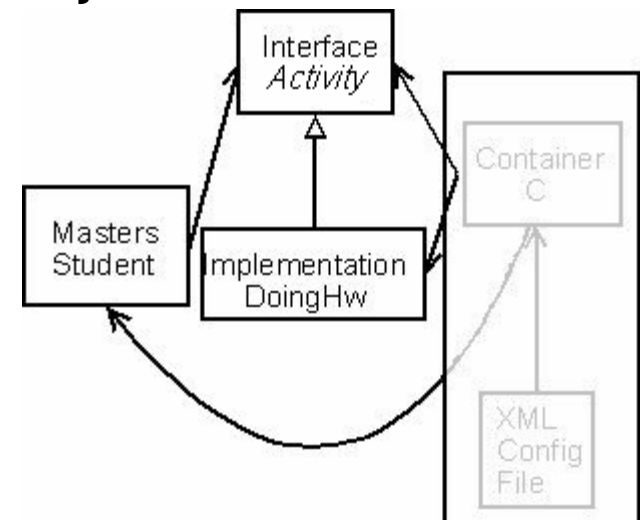 Interface
Activity
Container
C
Masters
Student
Implementation
DoingHw
XML
Config
File